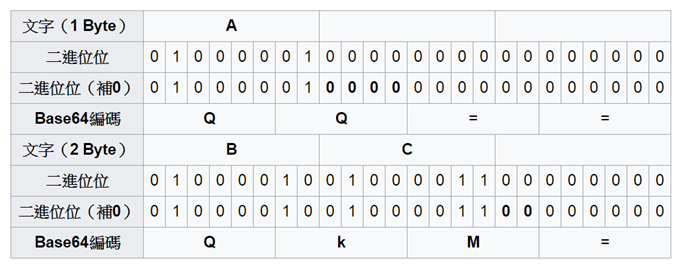 文字（1 Byte） A
二進位位 0 1 0 0 0 0 0 1 0 0 0 0 0 0 0 0 0 0 0 0 0 0 0 0
二進位位（補0） 0 1 0 0 0 0 0 1 0 0 0 0 0 0 0 0 0 0 0 0 0 0 0 0
Base64編碼 Q Q = =
文字（2 Byte） B C
二進位位 0 1 0 0 0 0 1 0 0 1 0 0 0 0 1 1 0 0 0 0 0 0 0 0
二進位位（補0） 0 1 0 0 0 0 1 0 0 1 0 0 0 0 1 1 0 0 0 0 0 0 0 0
Base64編碼 Q k M =